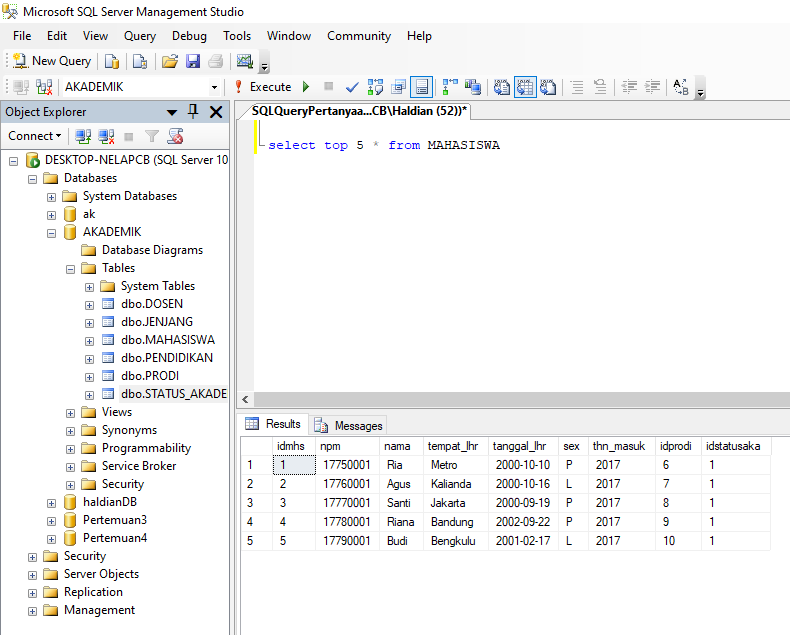 Microsoft SQL Server Management Studio
File Edit View Query Debug Tools Window Community Help
New Query
AKADEMIK Execute
Object Explorer
Connect
DESKTOP-NELAPCB (SQL Server 10
Databases
System Databases
ak
AKADEMIK
Database Diagrams
Tables
System Tables
dbo.DOSEN
dbo.JENJANG
dbo.MAHASISWA
dbo.PENDIDIKAN
dbo.PRODI
dbo.STATUS_AKADE
Views
Synonyms
Programmability
Service Broker
Security
haldianDB
Pertemuan3
Pertemuan4
Security
Server Objects
Replication
Management
SQLQueryPertanyaa...CB\Haldian (52))*
select top 5 * from MAHASISWA
Results Messages
idmhs npm nama tempat_lhr tanggal_lhr sex thn_masuk idprodi idstatusaka
1 1 17750001 Ria Metro 2000-10-10 P 2017 6 1
2 2 17760001 Agus Kalianda 2000-10-16 L 2017 7 1
3 3 17770001 Santi Jakarta 2000-09-19 P 2017 8 1
4 4 17780001 Riana Bandung 2002-09-22 P 2017 9 1
5 5 17790001 Budi Bengkulu 2001-02-17 L 2017 10 1